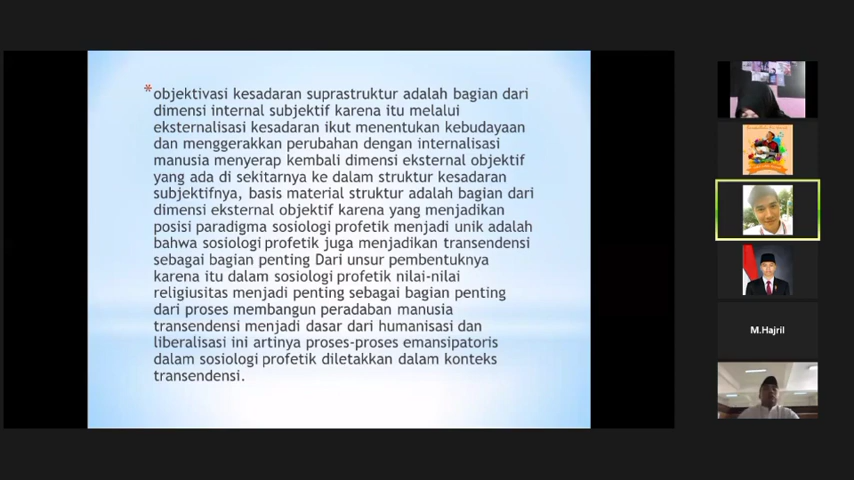 * objektivasi kesadaran suprastruktur adalah bagian dari
dimensi internal subjektif karena itu melalui
eksternalisasi kesadaran ikut menentukan kebudayaan
dan menggerakkan perubahan dengan internalisasi
manusia menyerap kembali dimensi eksternal objektif
yang ada di sekitarnya ke dalam struktur kesadaran
subjektifnya, basis material struktur adalah bagian dari
dimensi eksternal objektif karena yang menjadikan
posisi paradigma sosiologi profetik menjadi unik adalah
bahwa sosiologi profetik juga menjadikan transendensi
sebagai bagian penting Dari unsur pembentuknya
karena itu dalam sosiologi profetik nilai-nilai
religiusitas menjadi penting sebagai bagian penting
dari proses membangun peradaban manusia
transendensi menjadi dasar dari humanisasi dan
liberalisasi ini artinya proses-proses emansipatoris
dalam sosiologi profetik diletakkan dalam konteks
transendensi.
M.Hajril